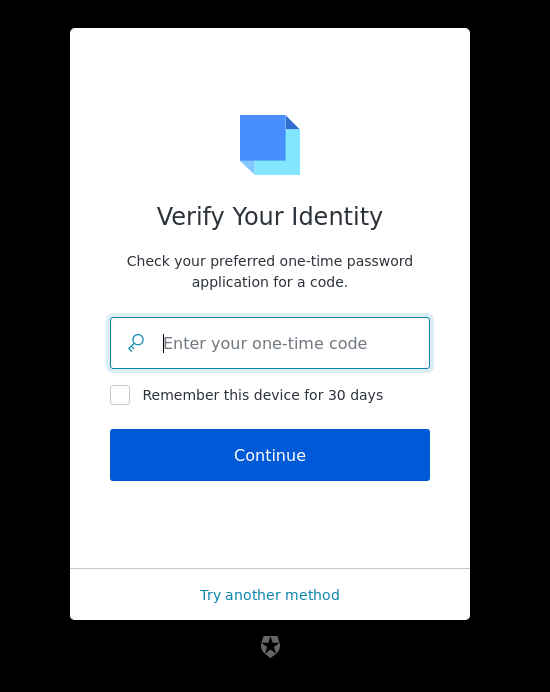 Verify Your Identity
Check your preferred one-time password
application for a code.
Enter your one-time code
Remember this device for 30 days
Continue
Try another method